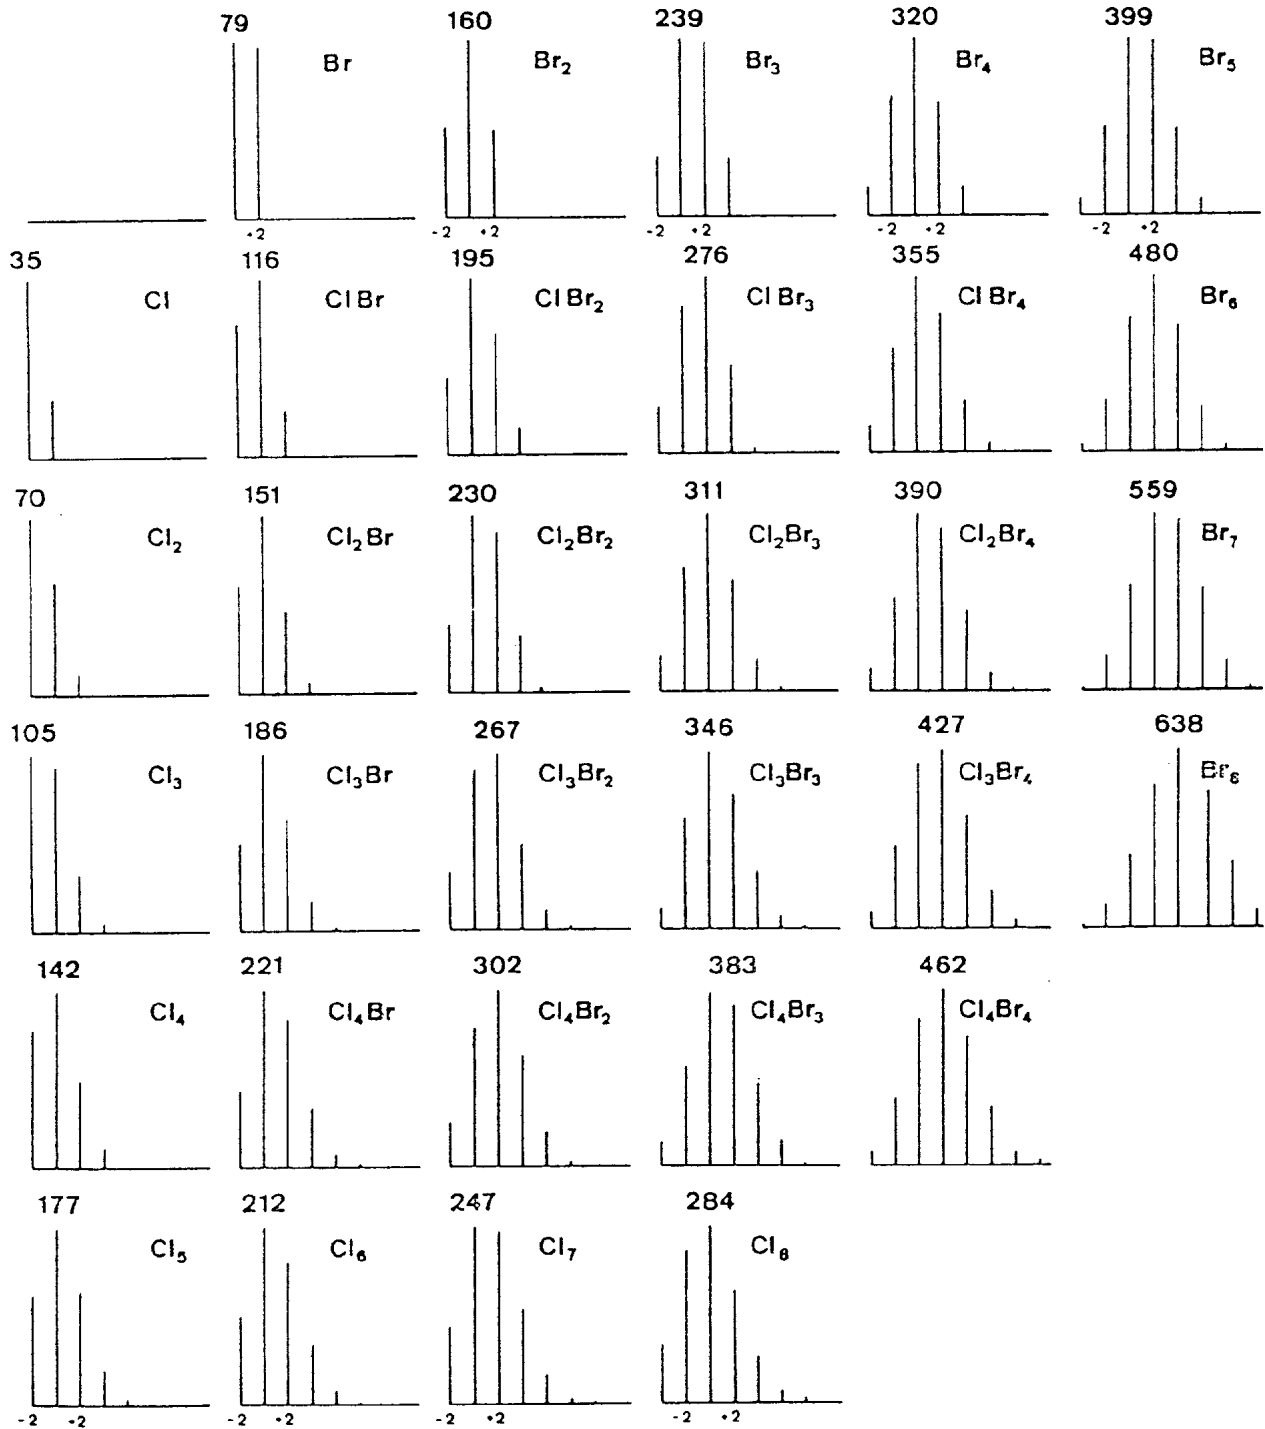 79 160 239 320 399
Br Br₂ Br₃ Br₄ Br₅
+2 -2 +2 -2 +2 -2 +2 -2 +2
35 116 195 276 355 480
Cl ClBr ClBr₂ ClBr₃ ClBr₄ Br₆
70 151 230 311 390 559
Cl₂ Cl₂Br Cl₂Br₂ Cl₂Br₃ Cl₂Br₄ Br₇
105 186 267 346 427 638
Cl₃ Cl₃Br Cl₃Br₂ Cl₃Br₃ Cl₃Br₄ Br₈
142 221 302 383 462
Cl₄ Cl₄Br Cl₄Br₂ Cl₄Br₃ Cl₄Br₄
177 212 247 284
Cl₅ Cl₆ Cl₇ Cl₈
-2 +2 -2 +2 -2 +2 -2 +2